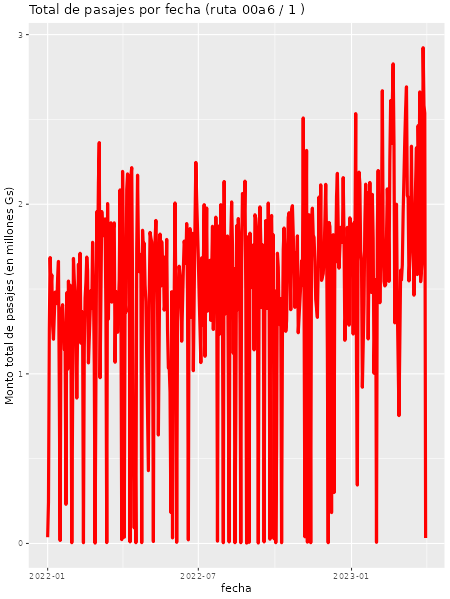 Total de pasajes por fecha (ruta 00a6 / 1 )
Monto total de pasajes (en millones Gs)
3
2
1
0
2022-01 2022-07 2023-01
fecha